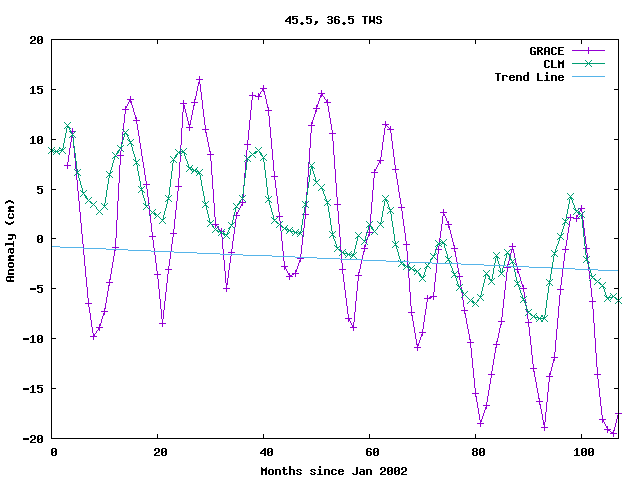 45.5, 36.5 TWS
GRACE
CLM
Trend Line
20
15
10
5
0
-5
-10
-15
-20
Anomaly (cm)
0 20 40 60 80 100
Months since Jan 2002